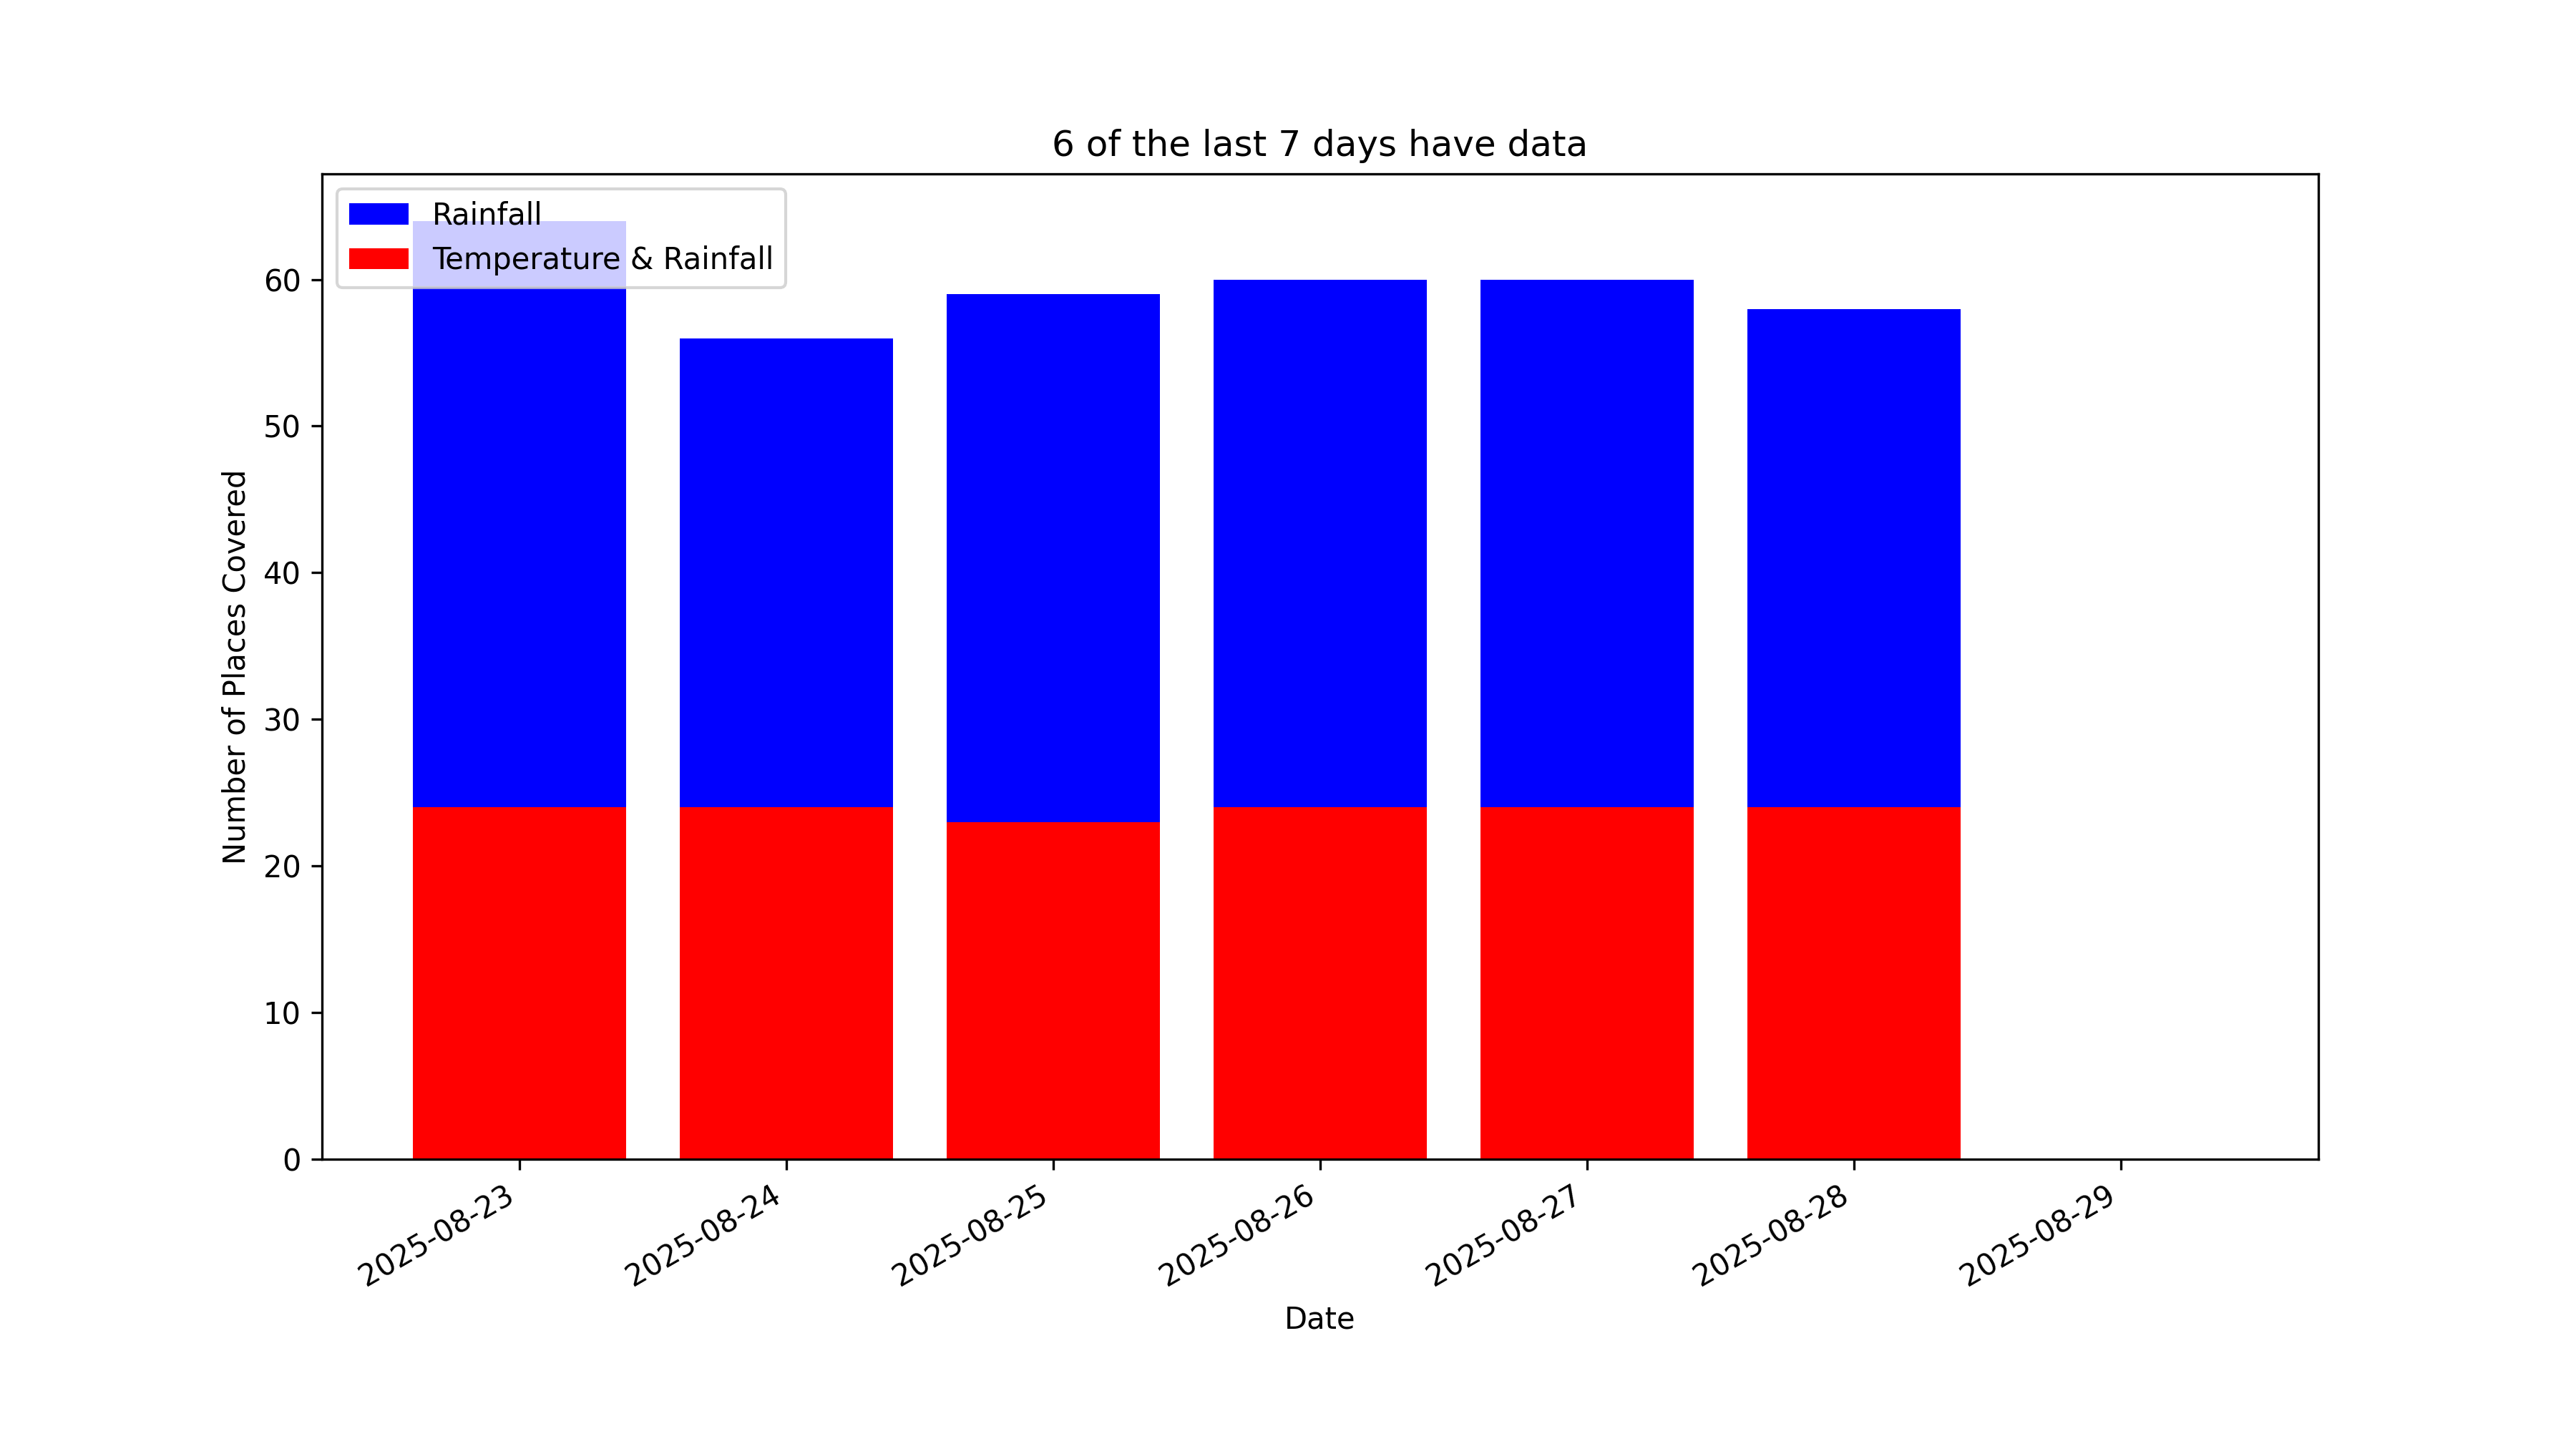 6 of the last 7 days have data
Rainfall
Temperature & Rainfall
Number of Places Covered
60
50
40
30
20
10
0
2025-08-23
2025-08-24
2025-08-25
2025-08-26
2025-08-27
2025-08-28
2025-08-29
Date